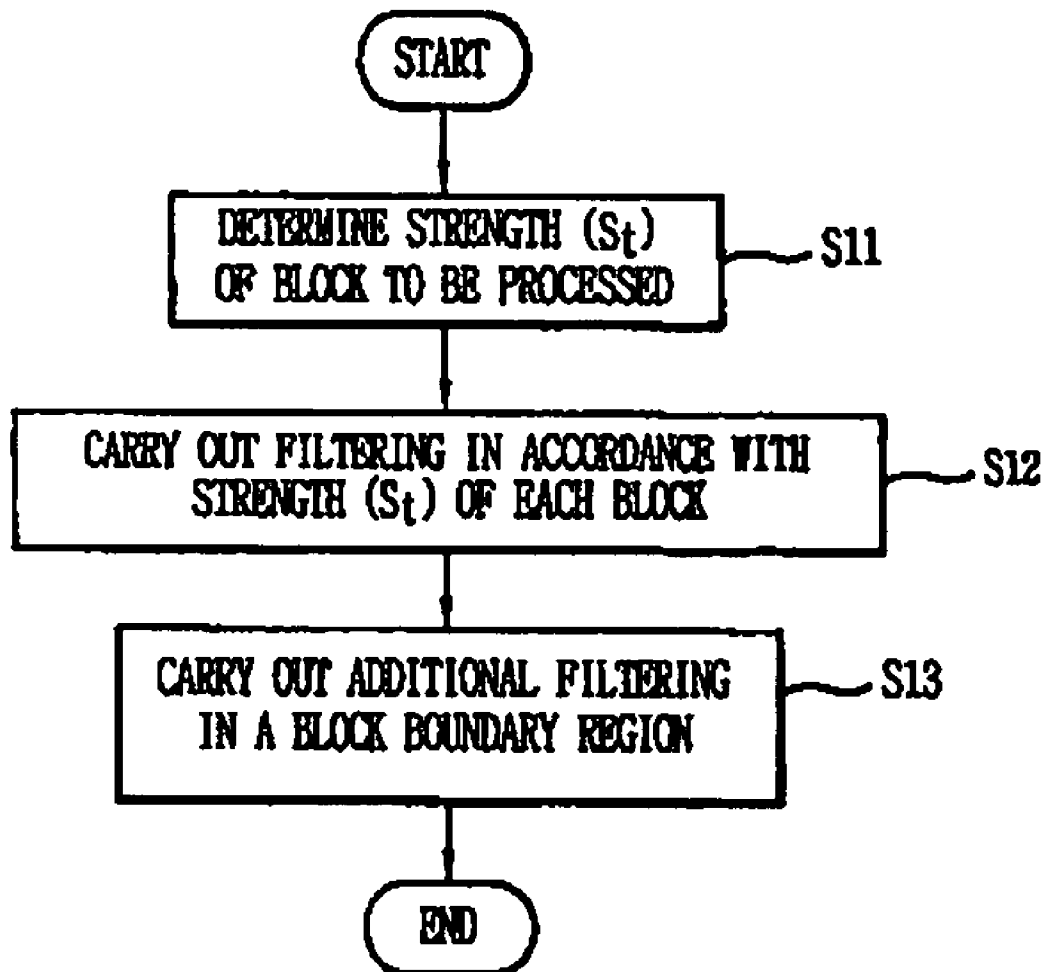 START
DETERMINE STRENGTH (St)
OF BLOCK TO BE PROCESSED
S11
CARRY OUT FILTERING IN ACCORDANCE WITH
STRENGTH (St) OF EACH BLOCK
S12
CARRY OUT ADDITIONAL FILTERING
IN A BLOCK BOUNDARY REGION
S13
END